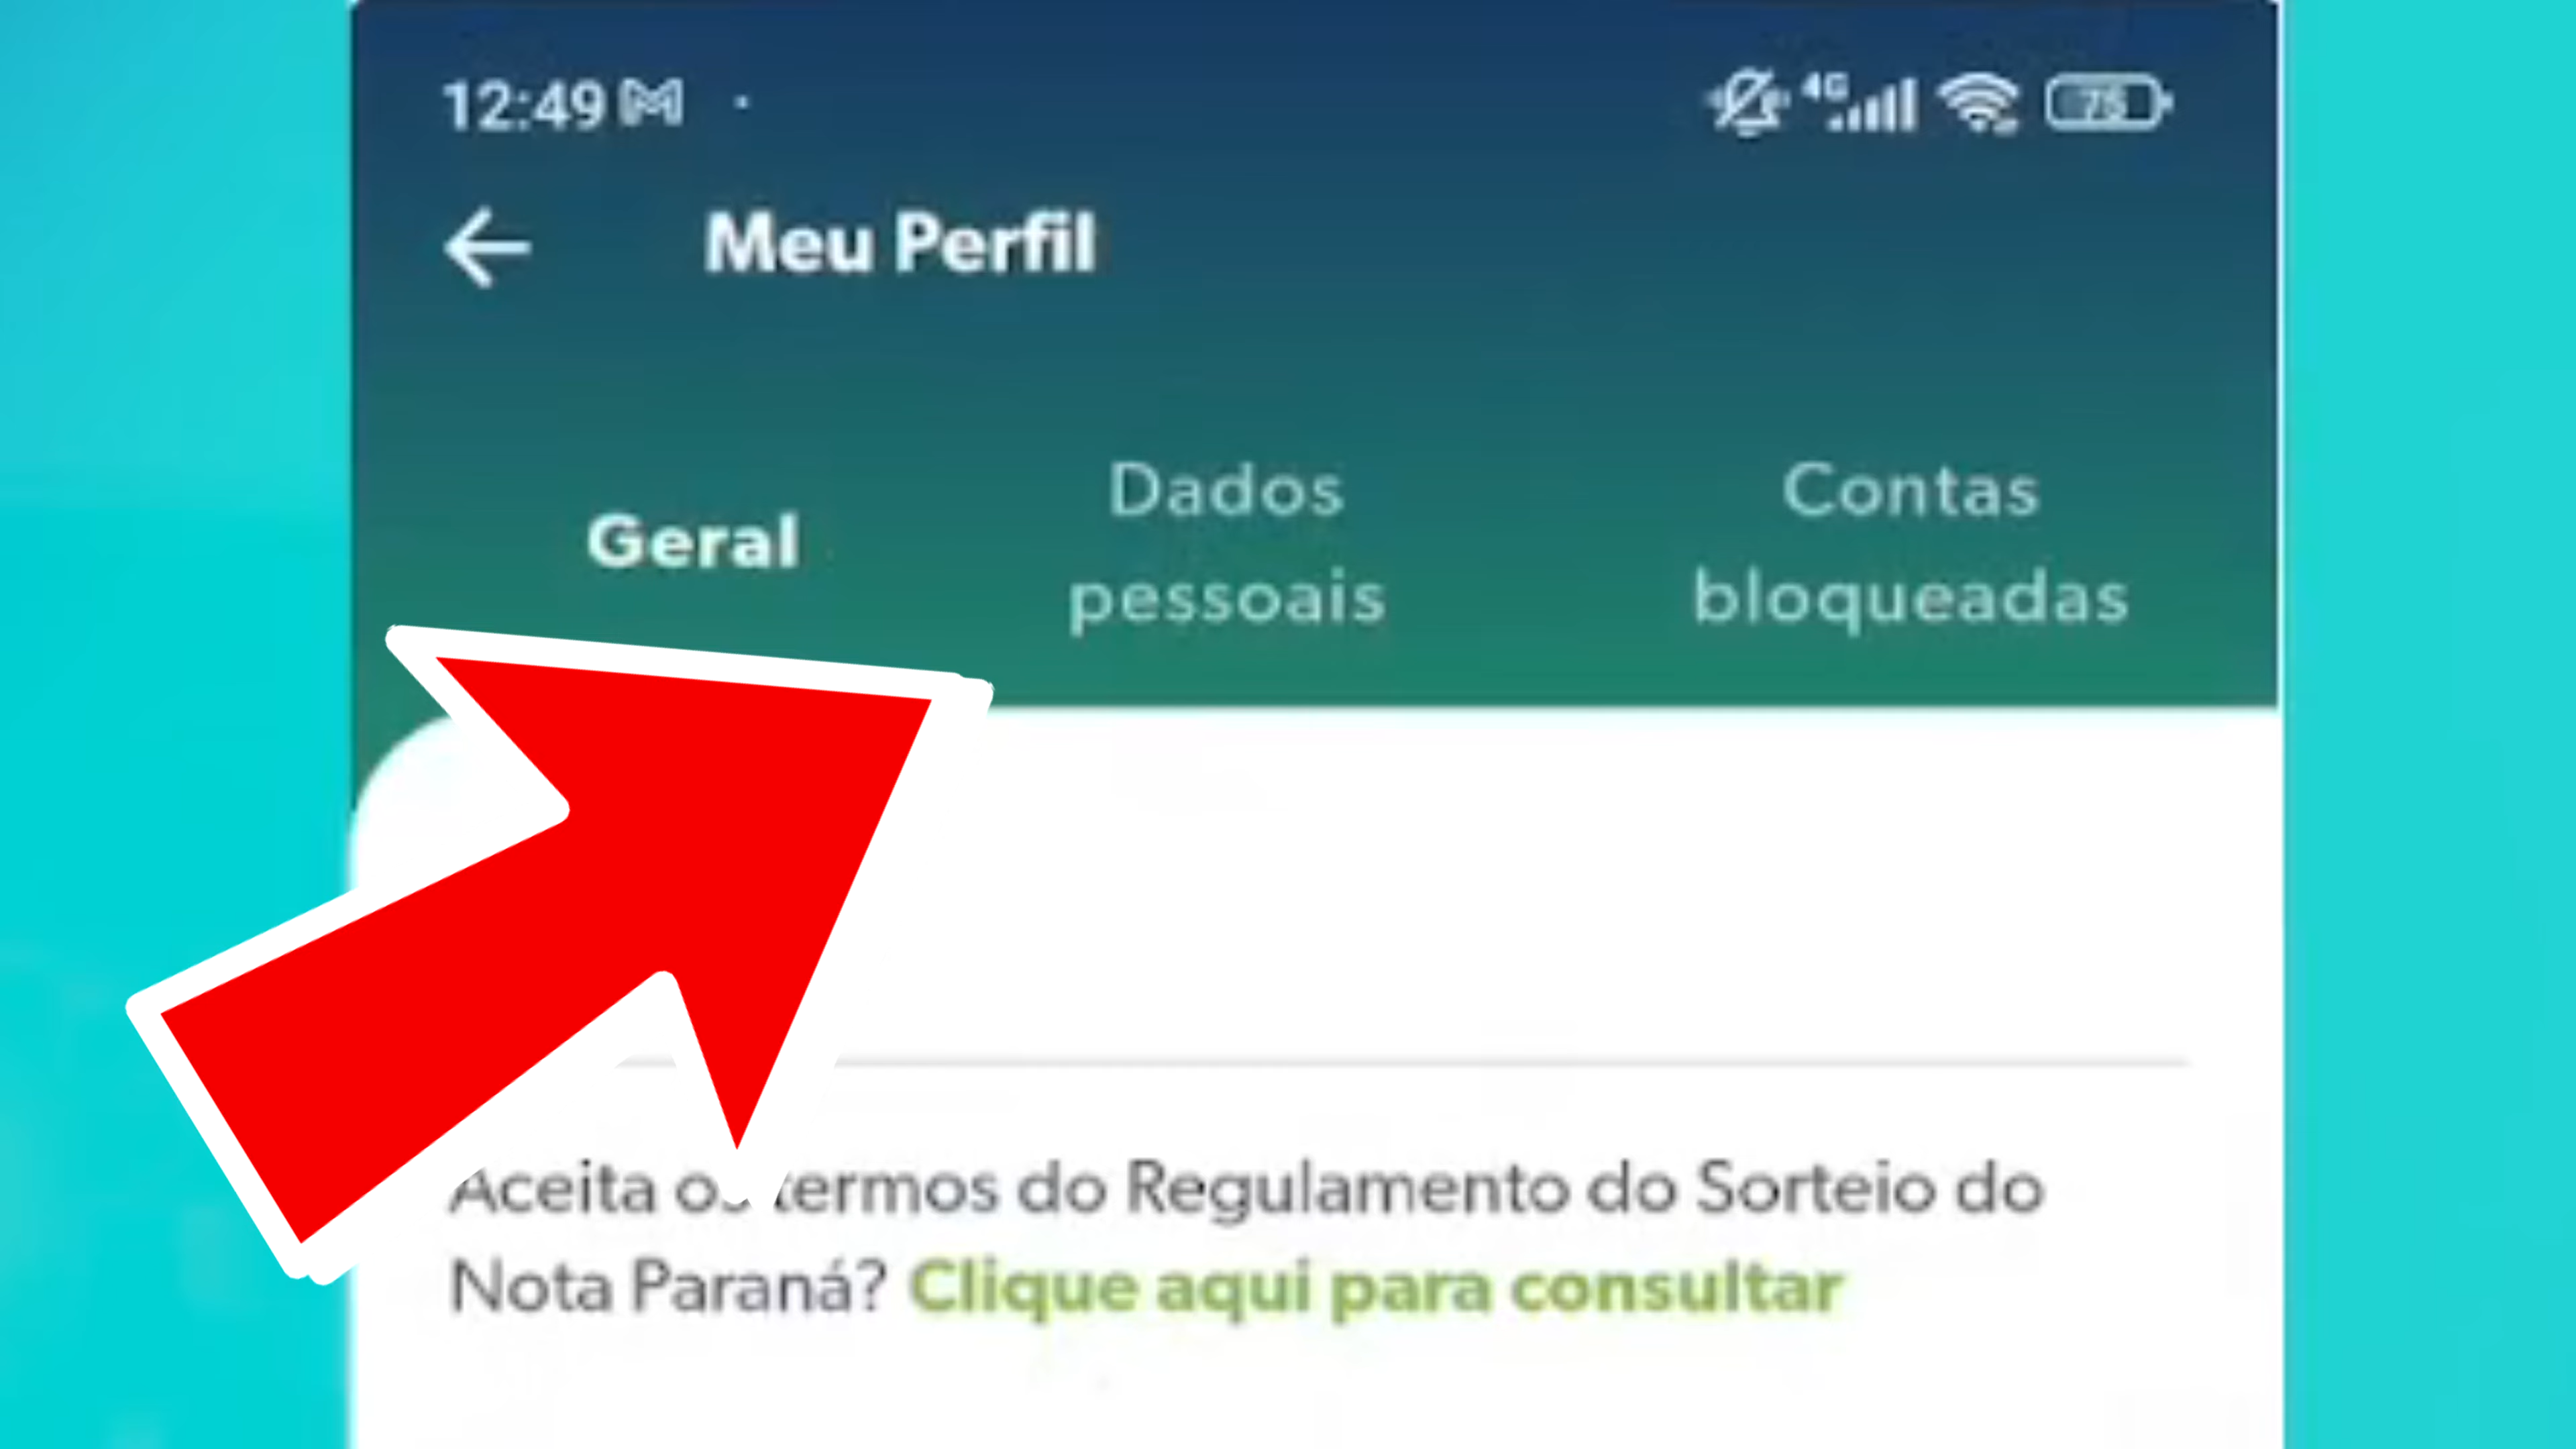 12:49
4G
Meu Perfil
Geral
Dados
pessoais
Contas
bloqueadas
Aceita os termos do Regulamento do Sorteio do
Nota Paraná? Clique aqui para consultar